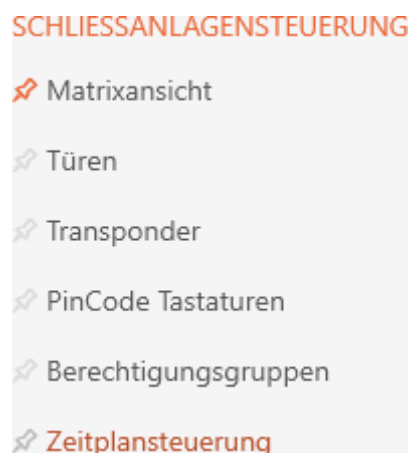 SCHLIESSANLAGENSTEUERUNG
Matrixansicht
Türen
Transponder
PinCode Tastaturen
Berechtigungsgruppen
Zeitplansteuerung